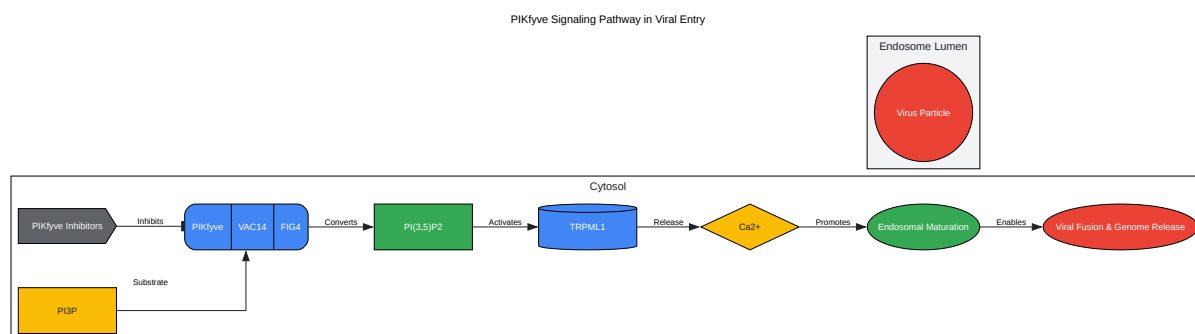 PIKfyve Signaling Pathway in Viral Entry
Endosome Lumen
Virus Particle
Cytosol
PIKfyve Inhibitors
Inhibits
PIKfyve
VAC14
FIG4
Converts
PI(3,5)P2
Activates
TRPML1
Release
Ca2+
Promotes
Endosomal Maturation
Enables
Viral Fusion & Genome Release
Substrate
PI3P